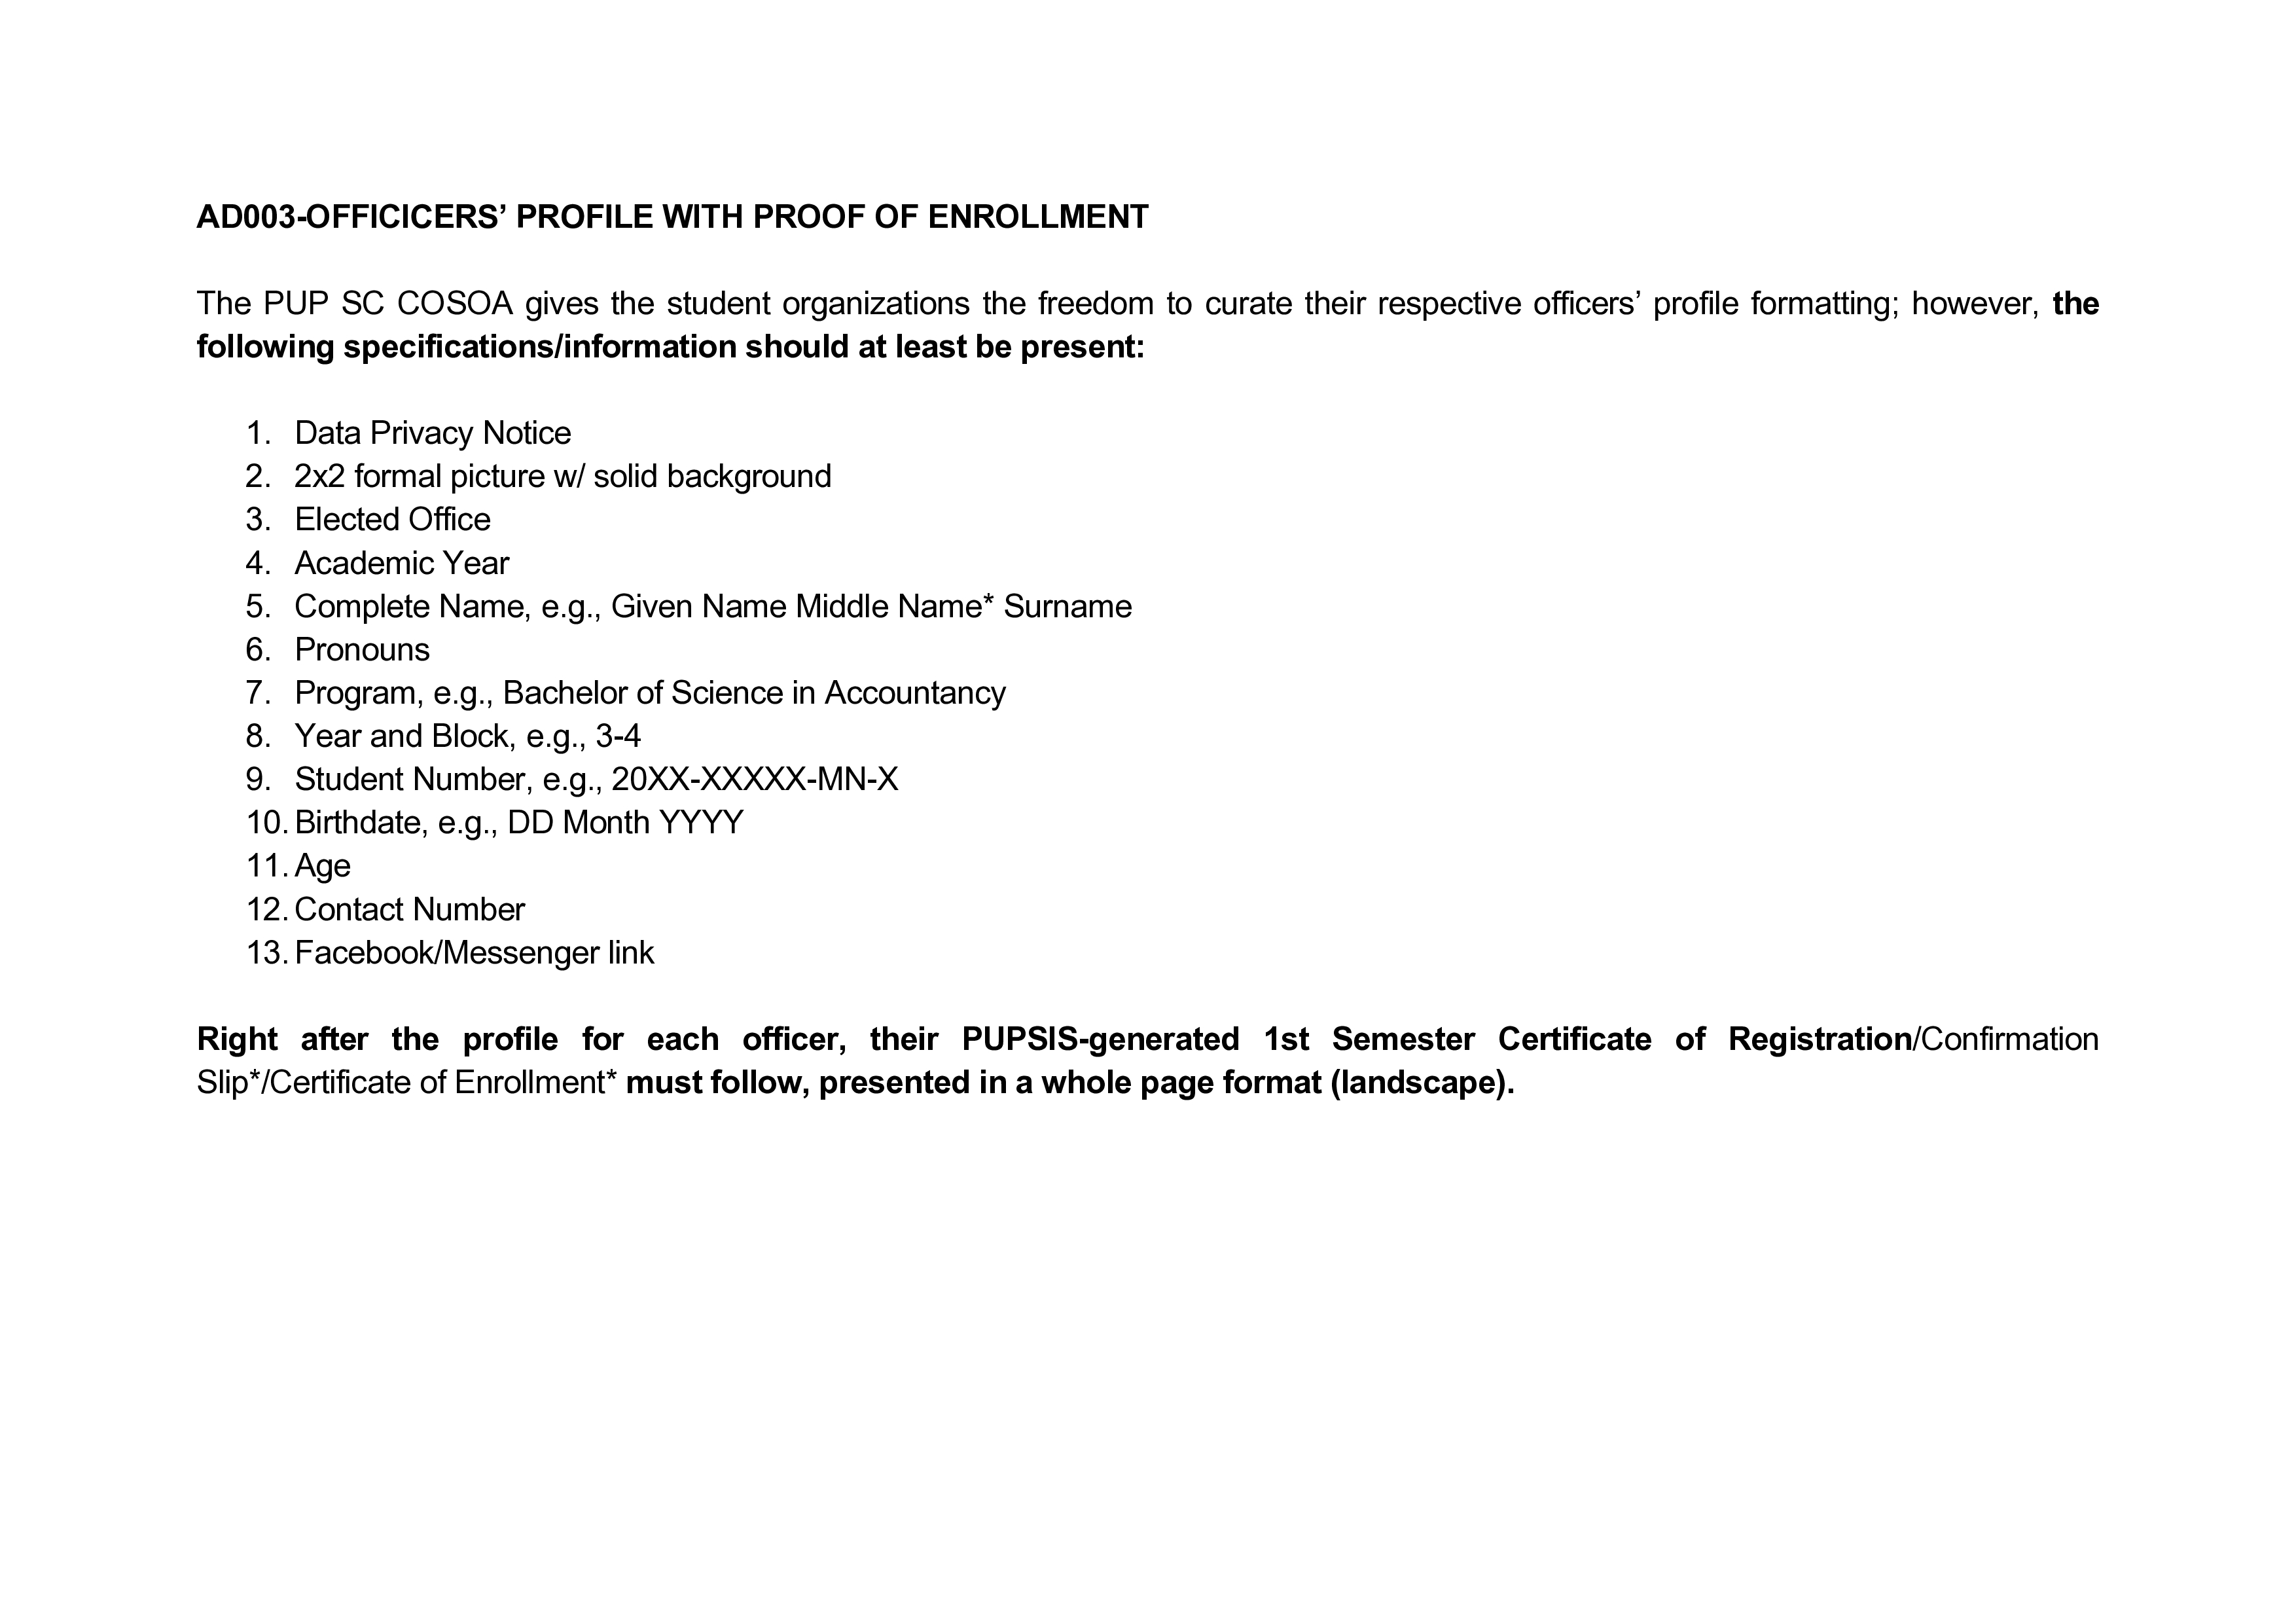 AD003-OFFICICERS’ PROFILE WITH PROOF OF ENROLLMENT
The PUP SC COSOA gives the student organizations the freedom to curate their respective officers’ profile formatting; however, the
following specifications/information should at least be present:
1. Data Privacy Notice
2. 2x2 formal picture w/ solid background
3. Elected Office
4. Academic Year
5. Complete Name, e.g., Given Name Middle Name* Surname
6. Pronouns
7. Program, e.g., Bachelor of Science in Accountancy
8. Year and Block, e.g., 3-4
9. Student Number, e.g., 20XX-XXXXX-MN-X
10. Birthdate, e.g., DD Month YYYY
11. Age
12. Contact Number
13. Facebook/Messenger link
Right after the profile for each officer, their PUPSIS-generated 1st Semester Certificate of Registration/Confirmation
Slip*/Certificate of Enrollment* must follow, presented in a whole page format (landscape).